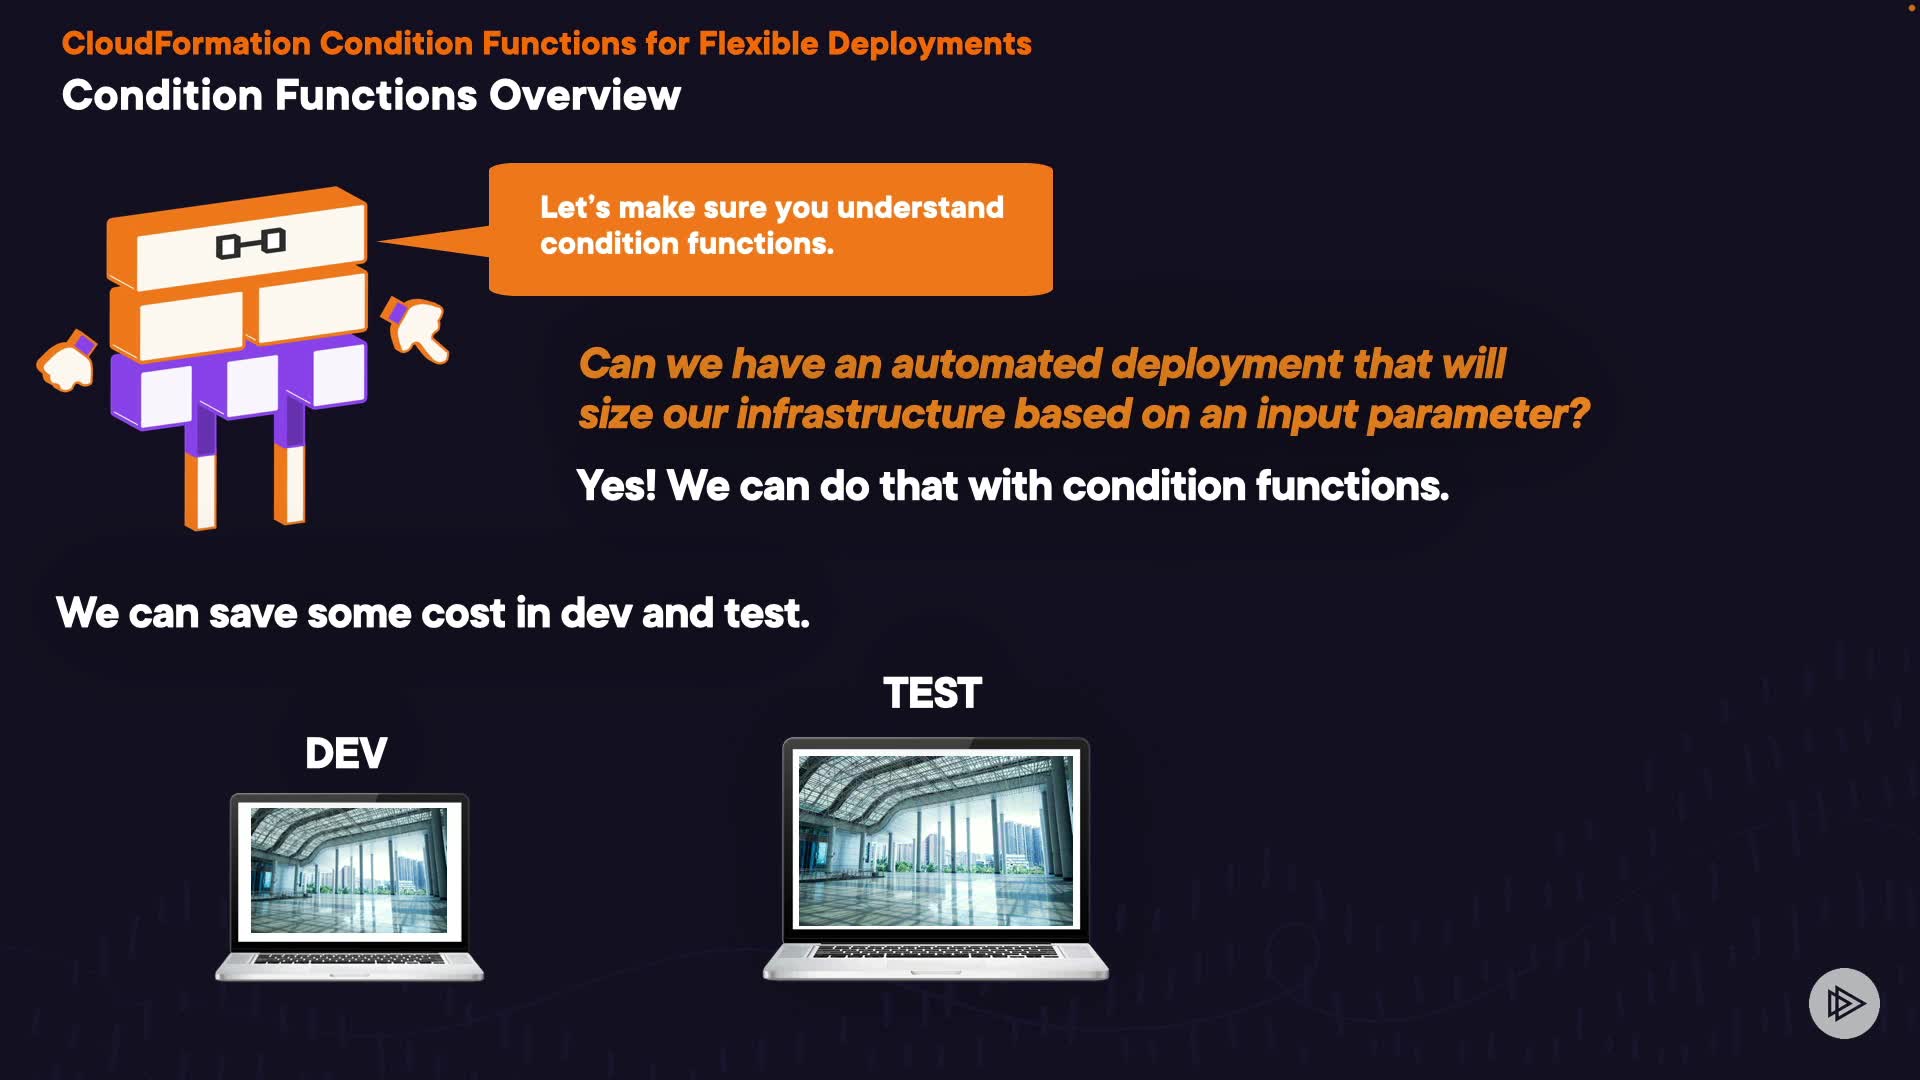 CloudFormation Condition Functions for Flexible Deployments
Condition Functions Overview
Let’s make sure you understand
condition functions.
Can we have an automated deployment that will
size our infrastructure based on an input parameter?
Yes! We can do that with condition functions.
We can save some cost in dev and test.
TEST
DEV